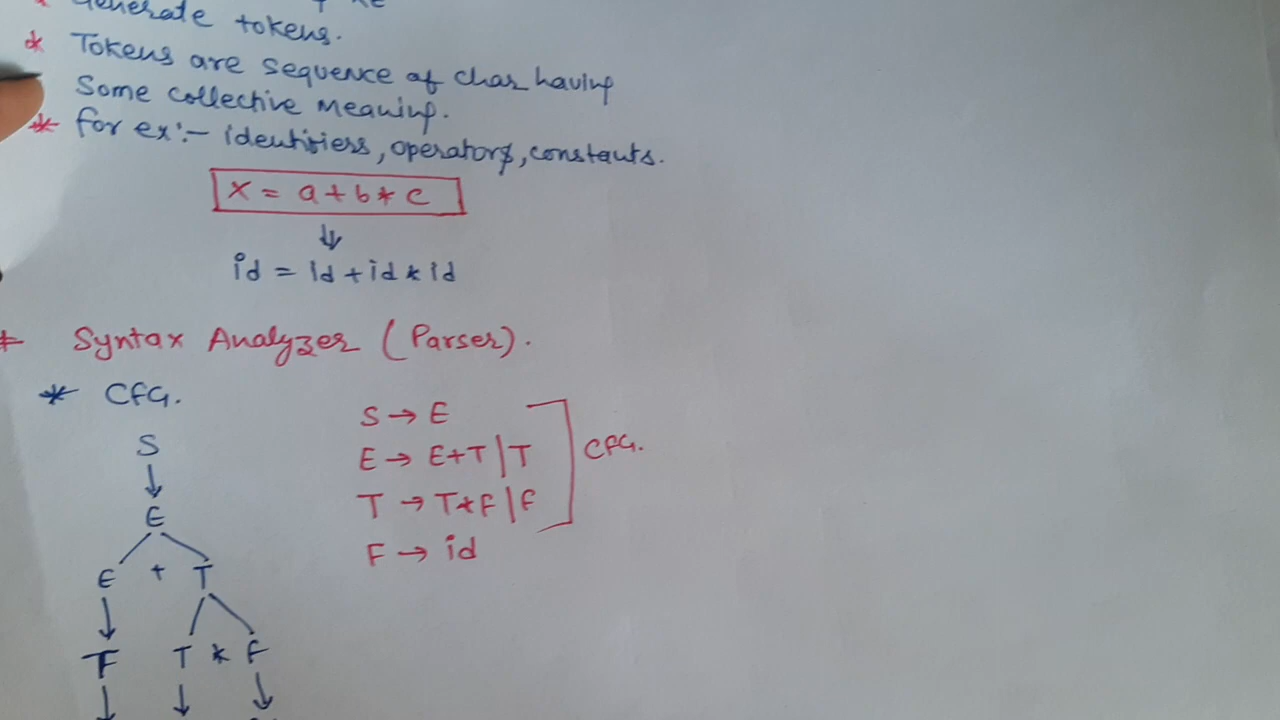 Generate tokens.
* Tokens are sequence of char having
Some collective meaning.
* for ex:- identifiers, operators, constants.
x = a + b * c
↓
id = id + id * id
* Syntax Analyzer (Parser).
* CFG.
S → E
E → E+T | T
T → T*F | F
F → id
CFG.
S
↓
E
E + T
↓
T T * F
↓ ↓ ↓